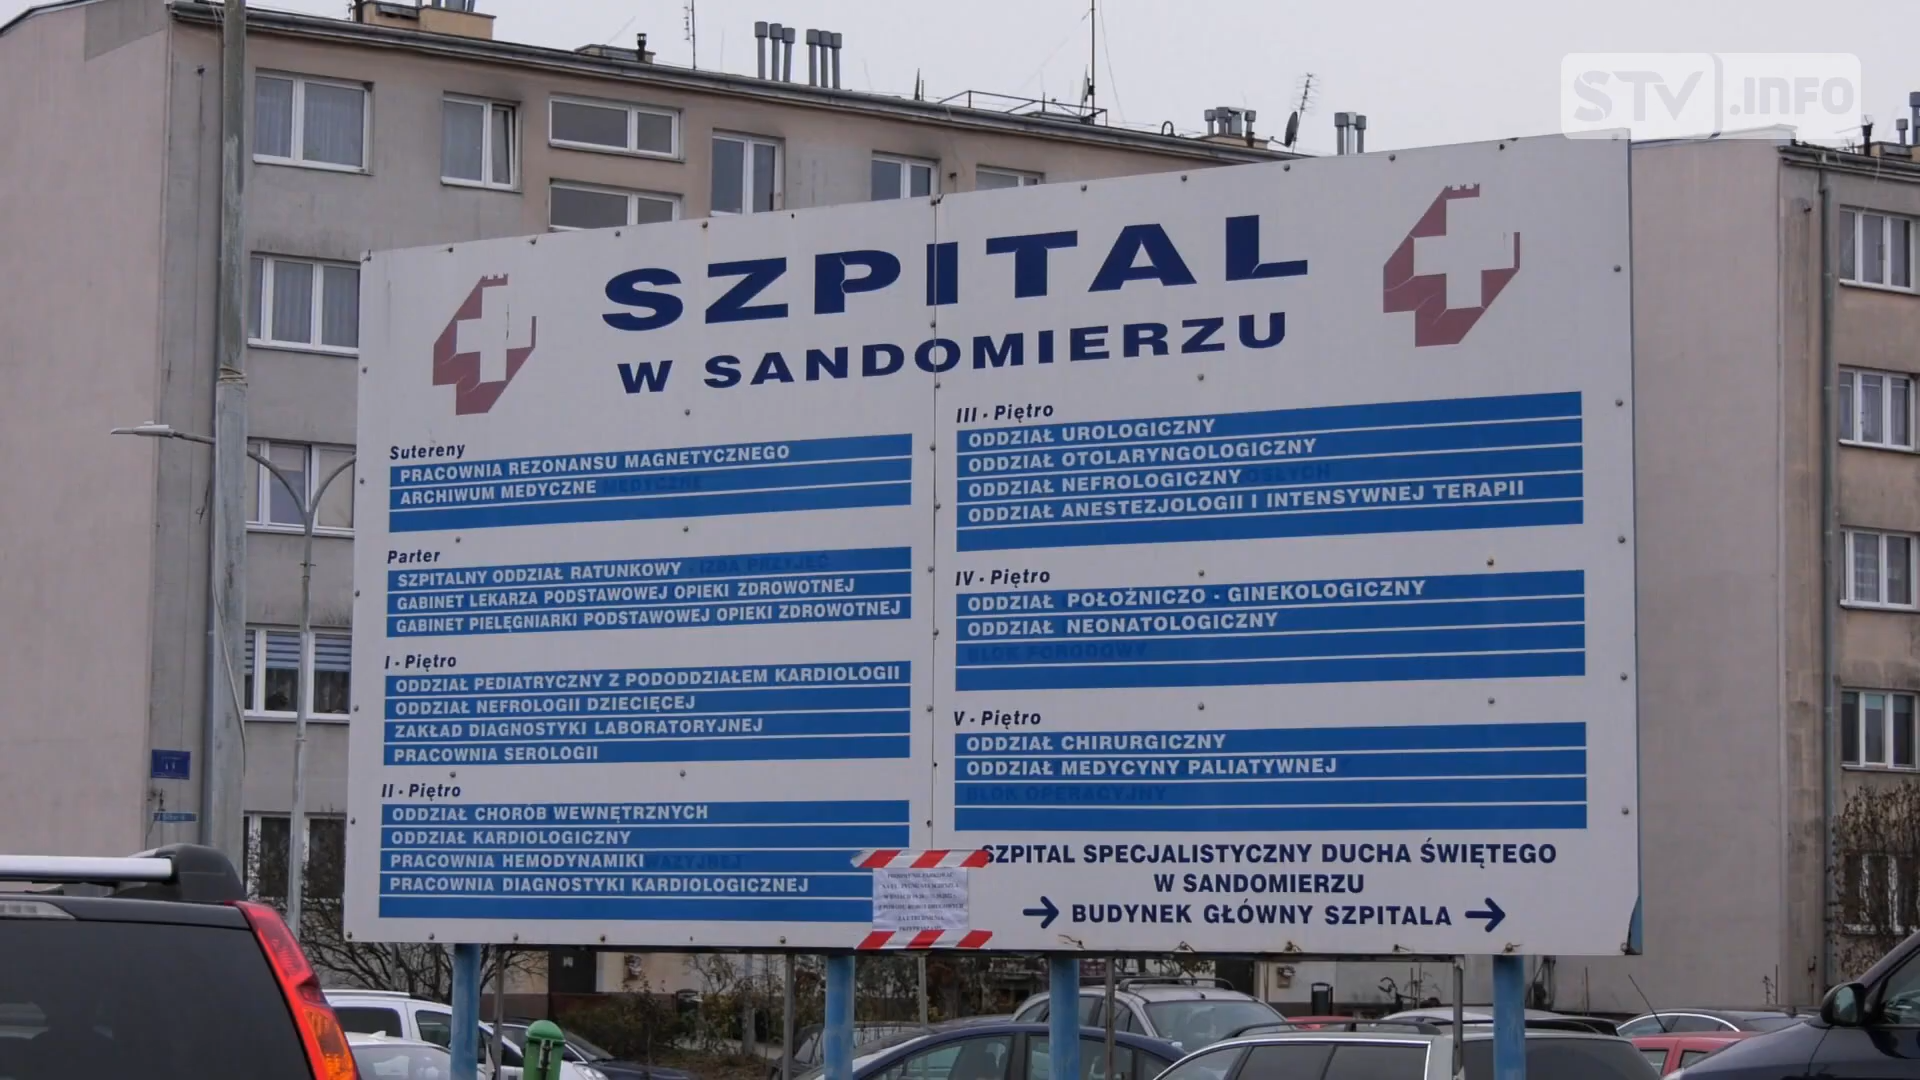 STV.INFO
SZPITAL
W SANDOMIERZU
Sutereny
PRACOWNIA REZONANSU MAGNETYCZNEGO
ARCHIWUM MEDYCZNE
Parter
SZPITALNY ODDZIAŁ RATUNKOWY
GABINET LEKARZA PODSTAWOWEJ OPIEKI ZDROWOTNEJ
GABINET PIELĘGNIARKI PODSTAWOWEJ OPIEKI ZDROWOTNEJ
I - Piętro
ODDZIAŁ PEDIATRYCZNY Z PODODDZIAŁEM KARDIOLOGII
ODDZIAŁ NEFROLOGII DZIECIĘCEJ
ZAKŁAD DIAGNOSTYKI LABORATORYJNEJ
PRACOWNIA SEROLOGII
II - Piętro
ODDZIAŁ CHORÓB WEWNĘTRZNYCH
ODDZIAŁ KARDIOLOGICZNY
PRACOWNIA HEMODYNAMIKI
PRACOWNIA DIAGNOSTYKI KARDIOLOGICZNEJ
III - Piętro
ODDZIAŁ UROLOGICZNY
ODDZIAŁ OTOLARYNGOLOGICZNY
ODDZIAŁ NEFROLOGICZNY
ODDZIAŁ ANESTEZJOLOGII I INTENSYWNEJ TERAPII
IV - Piętro
ODDZIAŁ POŁOŻNICZO - GINEKOLOGICZNY
ODDZIAŁ NEONATOLOGICZNY
BLOK PORODOWY
V - Piętro
ODDZIAŁ CHIRURGICZNY
ODDZIAŁ MEDYCYNY PALIATYWNEJ
BLOK OPERACYJNY
SZPITAL SPECJALISTYCZNY DUCHA ŚWIĘTEGO
W SANDOMIERZU
→ BUDYNEK GŁÓWNY SZPITALA →